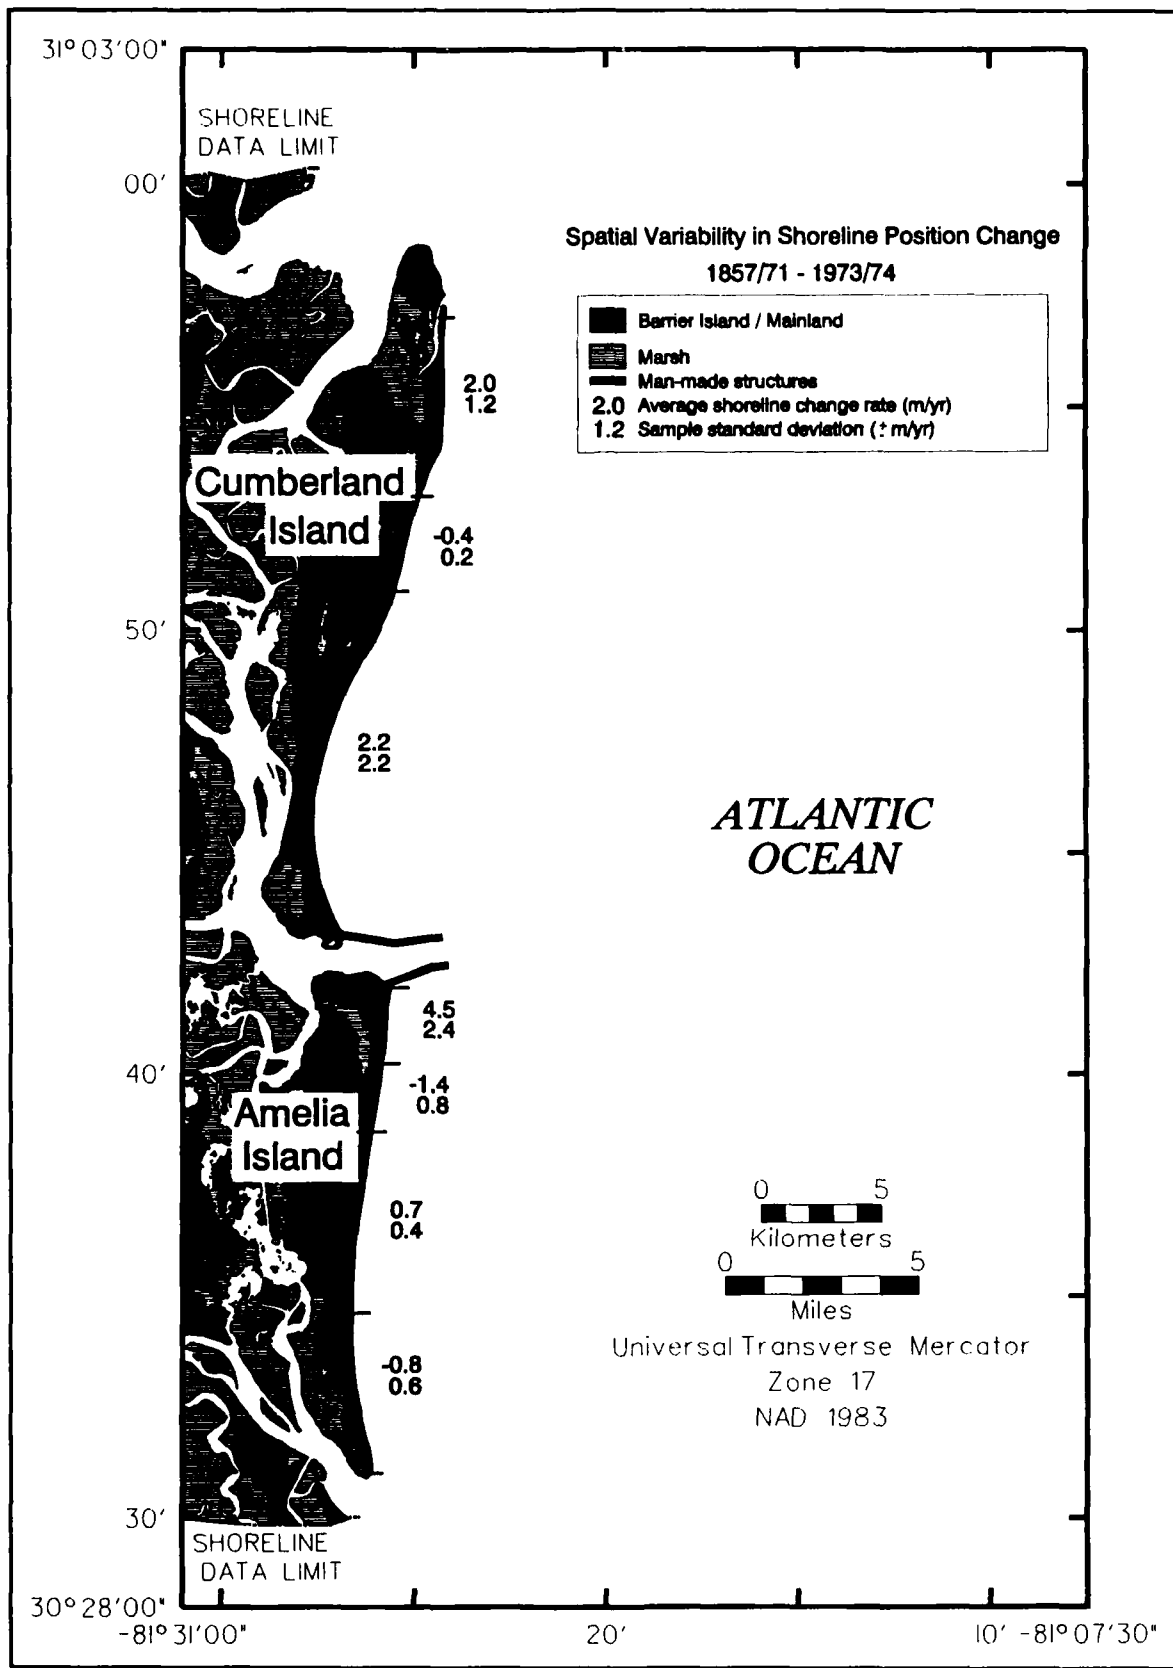 31°03'00"
SHORELINE
DATA LIMIT
00'
Spatial Variability in Shoreline Position Change
1857/71 - 1973/74
Barrier Island / Mainland
Marsh
Man-made structures
2.0 Average shoreline change rate (m/yr)
1.2 Sample standard deviation (± m/yr)
2.0
1.2
Cumberland
Island
-0.4
0.2
50'
2.2
2.2
ATLANTIC
OCEAN
4.5
2.4
40'
-1.4
0.8
Amelia
Island
0.7
0.4
0 5
Kilometers
0 5
Miles
Universal Transverse Mercator
Zone 17
NAD 1983
-0.8
0.6
30'
SHORELINE
DATA LIMIT
30°28'00"
-81°31'00" 20' 10' -81°07'30"